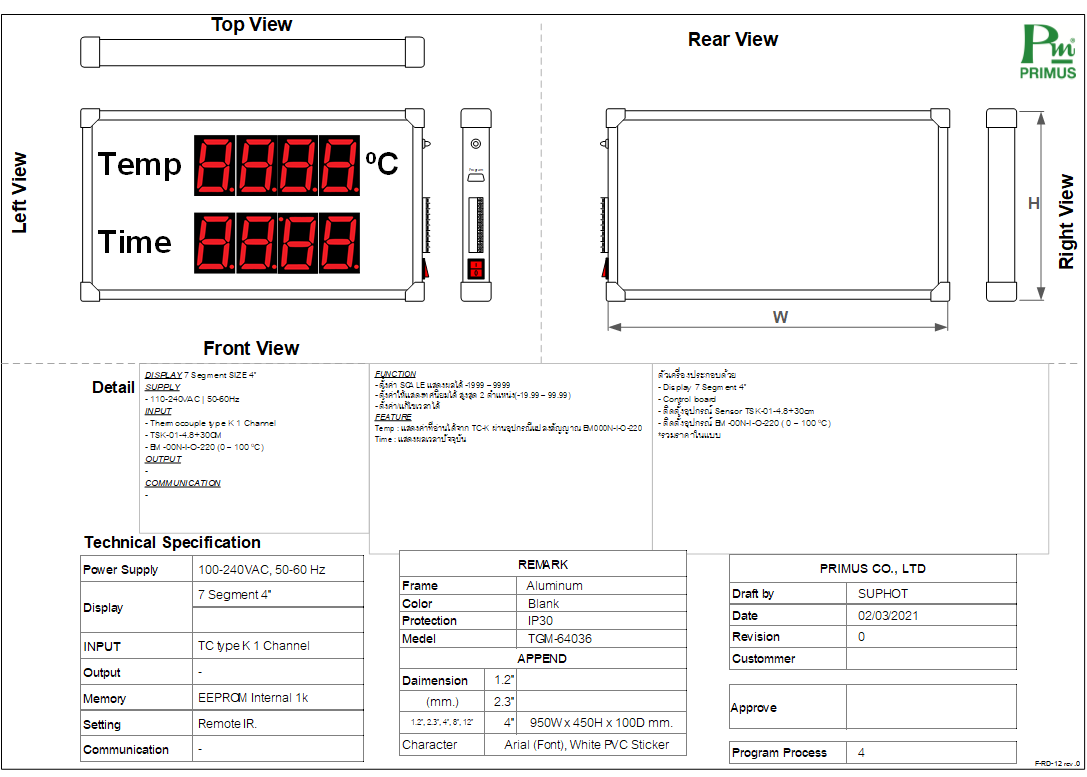 Top View
Rear View
Pm®
PRIMUS
Left View
Temp 8.8.8.8. ºC
Time 8.8.:8.8.
Program
H
Right View
W
Front View
Detail
DISPLAY 7 Segment SIZE 4"
SUPPLY
- 110-240VAC | 50-60Hz
INPUT
- Thermocouple type K 1 Channel
- TSK-01-4.8+30CM
- EM -00N-I-O-220 (0 – 100 °C)
OUTPUT
-
COMMUNICATION
-
FUNCTION
- ตั้งค่า SCALE แสดงผลได้ -1999 – 9999
- ตั้งค่าให้แสดงทศนิยมได้ สูงสุด 2 ตำแหน่ง(-19.99 – 99.99)
- ตั้งค่า/แก้ไขเวลาได้
FEATURE
Temp : แสดงค่าที่อ่านได้จาก TC-K ผ่านอุปกรณ์แปลงสัญญาณ EM000N-I-O-220
Time : แสดงผลเวลาปัจจุบัน
ตัวเครื่องประกอบด้วย
- Display 7 Segment 4"
- Control board
- ติดตั้งอุปกรณ์ Sensor TSK-01-4.8+30cm
- ติดตั้งอุปกรณ์ EM -00N-I-O-220 ( 0 – 100 °C)
*รวมราคาในแบบ
Technical Specification
Power Supply 100-240VAC, 50-60 Hz
Display 7 Segment 4"
INPUT TC type K 1 Channel
Output -
Memory EEPROM Internal 1k
Setting Remote IR.
Communication -
REMARK
Frame Aluminum
Color Blank
Protection IP30
Medel TGM-64036
APPEND
Daimension 1.2"
(mm.) 2.3"
1.2", 2.3", 4", 8", 12" 4" 950W x 450H x 100D mm.
Character Arial (Font), White PVC Sticker
PRIMUS CO., LTD
Draft by SUPHOT
Date 02/03/2021
Revision 0
Custommer
Approve
Program Process 4
F-RD-12 rev.0